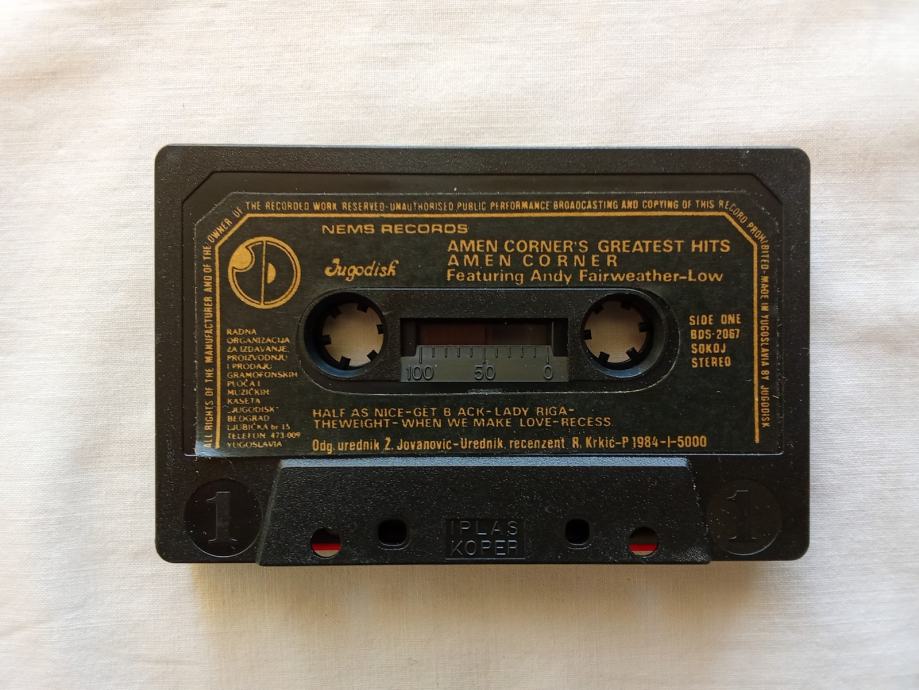 ALL RIGHTS OF THE MANUFACTURER AND OF THE OWNER OF THE RECORDED WORK RESERVED-UNAUTHORISED PUBLIC PERFORMANCE BROADCASTING AND COPYING OF THIS RECORD PROHIBITED-MADE IN YUGOSLAVIA BY JUGODISK
NEMS RECORDS
AMEN CORNER'S GREATEST HITS
AMEN CORNER
Jugodisk
Featuring Andy Fairweather-Low
SIDE ONE
BDS-2067
SOKOJ
STEREO
RADNA
ORGANIZACIJA
ZA IZDAVANJE,
PROIZVODNJU
I PRODAJU
GRAMOFONSKIH
PLOČA I
MUZIČKIH
KASETA
"JUGODISK"
BEOGRAD
LJUBIČKA br 15
TELEFON 473-009
YUGOSLAVIA
100 50 0
HALF AS NICE-GET B ACK-LADY RIGA-
THEWEIGHT-WHEN WE MAKE LOVE-RECESS
Odg. urednik Ž. Jovanovic-Urednik, recenzent R. Krkić-P 1984-I-5000
1
1
IPLAS
KOPER